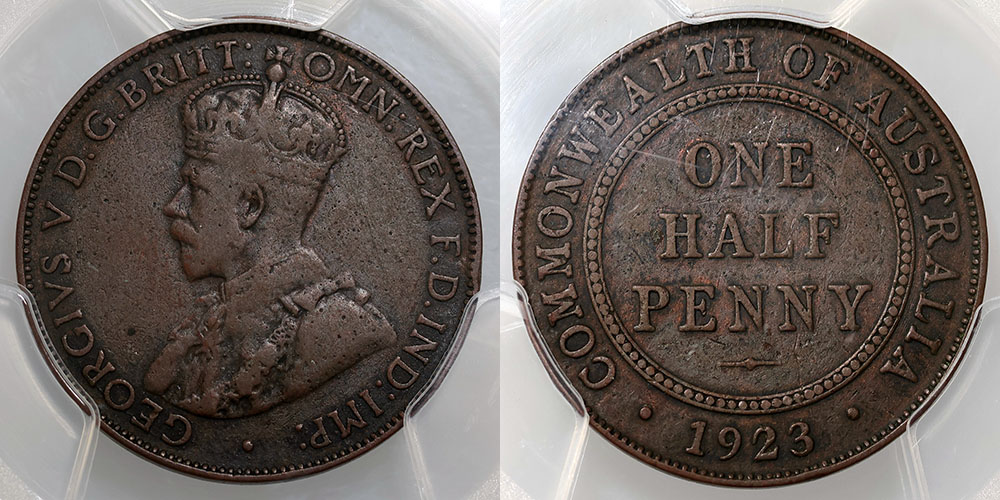 GEORGIVS V D.G. BRITT: OMN: REX F.D. IND: IMP:
COMMONWEALTH OF AUSTRALIA
ONE
HALF
PENNY
1923